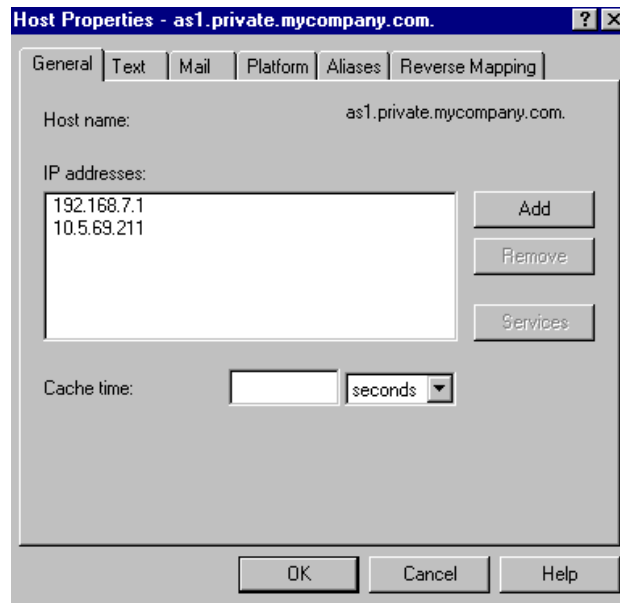 Host Properties - as1.private.mycompany.com.
General Text Mail Platform Aliases Reverse Mapping
Host name: as1.private.mycompany.com.
IP addresses:
192.168.7.1
10.5.69.211
Add
Remove
Services
Cache time: seconds
OK Cancel Help